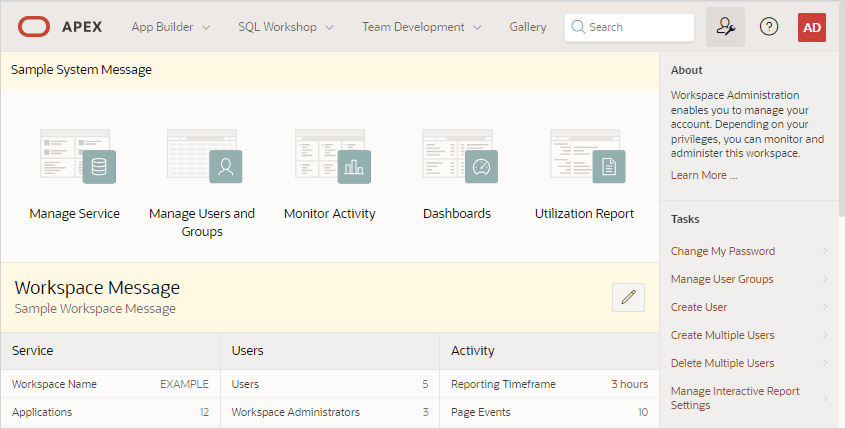 APEX App Builder SQL Workshop Team Development Gallery Search AD
Sample System Message
Manage Service
Manage Users and
Groups
Monitor Activity
Dashboards
Utilization Report
Workspace Message
Sample Workspace Message
Service
Workspace Name EXAMPLE
Applications 12
Users
Users 5
Workspace Administrators 3
Activity
Reporting Timeframe 3 hours
Page Events 10
About
Workspace Administration
enables you to manage your
account. Depending on your
privileges, you can monitor and
administer this workspace.
Learn More ...
Tasks
Change My Password
Manage User Groups
Create User
Create Multiple Users
Delete Multiple Users
Manage Interactive Report
Settings